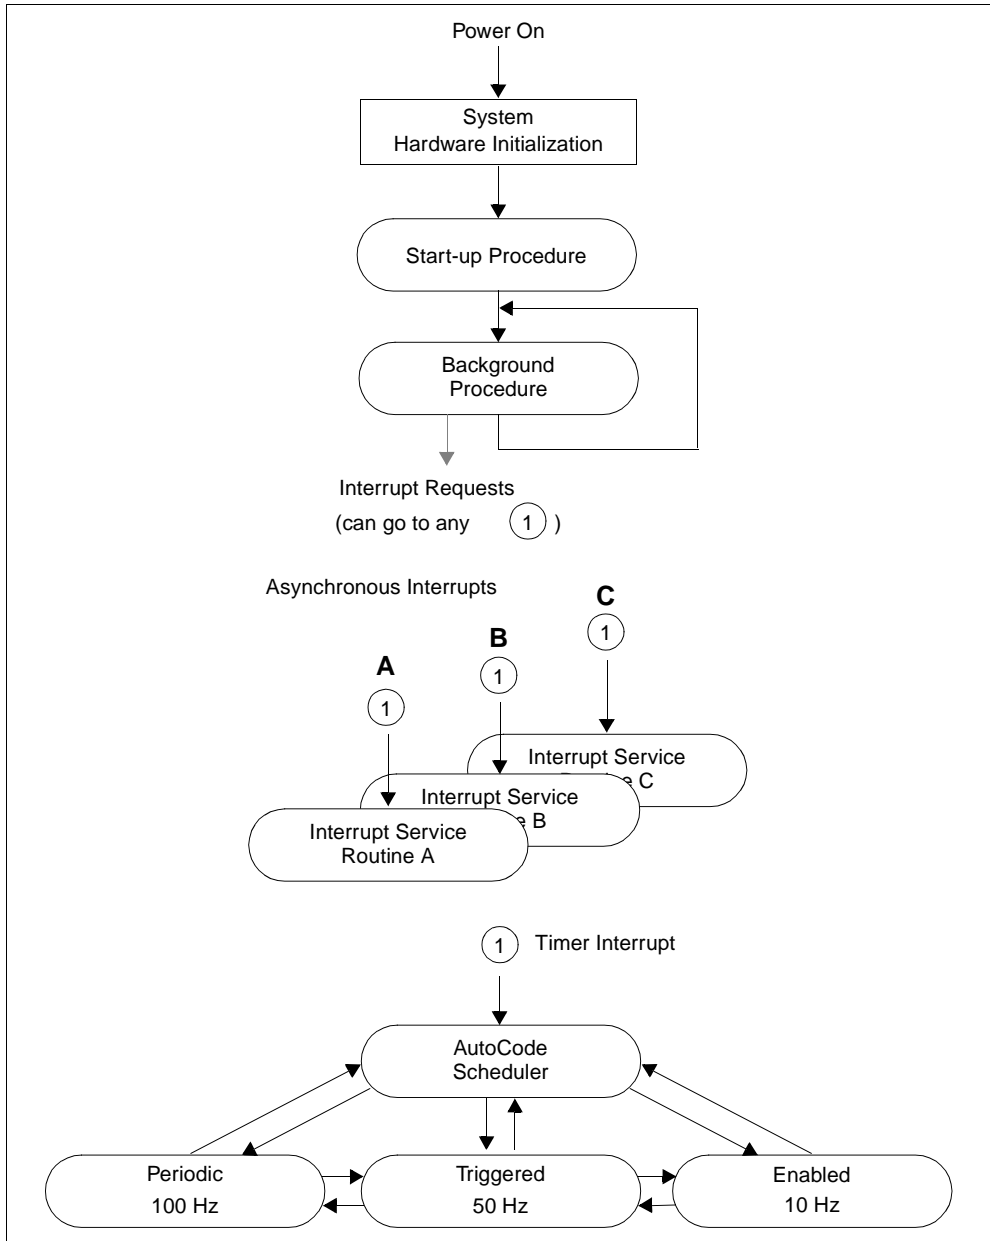 Power On
System
Hardware Initialization
Start-up Procedure
Background
Procedure
Interrupt Requests
(can go to any 1 )
Asynchronous Interrupts
C
1
B
1
A
1
Interrupt Service
C
Interrupt Service
e B
Interrupt Service
Routine A
1 Timer Interrupt
AutoCode
Scheduler
Periodic
100 Hz
Triggered
50 Hz
Enabled
10 Hz